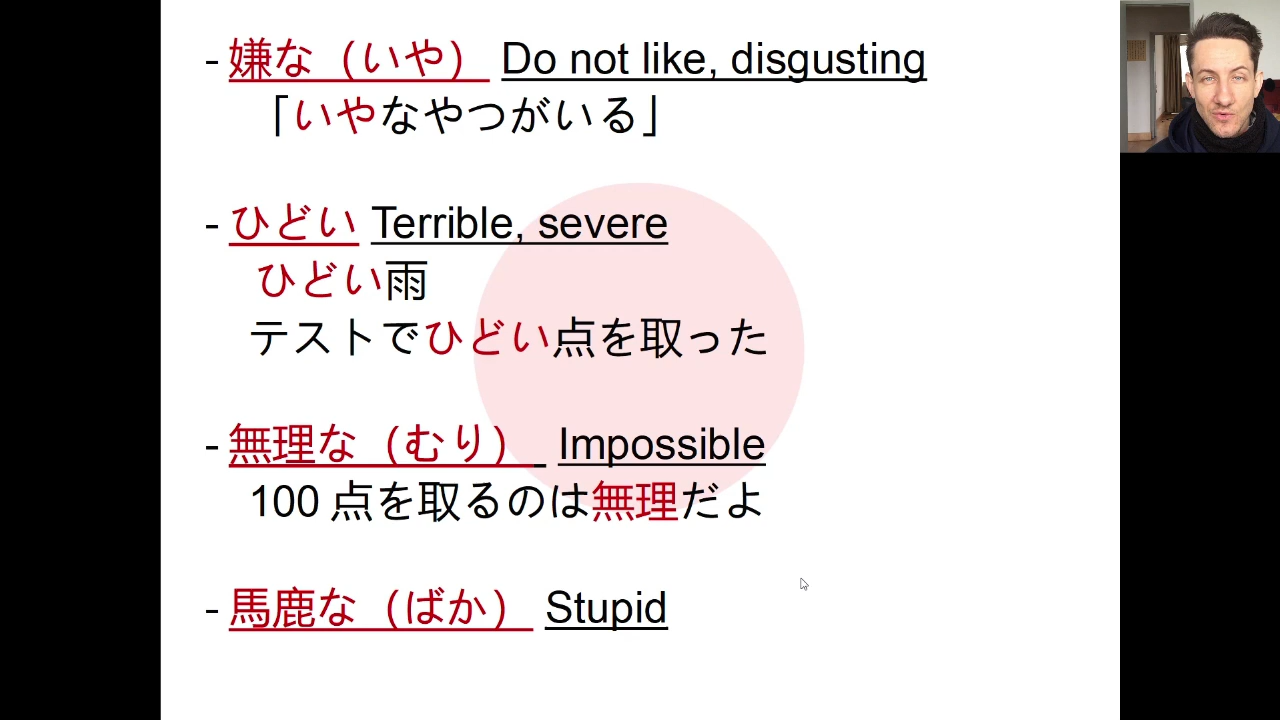 - 嫌な（いや） Do not like, disgusting
「いやなやつがいる」
- ひどい Terrible, severe
ひどい雨
テストでひどい点を取った
- 無理な（むり） Impossible
100 点を取るのは無理だよ
- 馬鹿な（ばか） Stupid